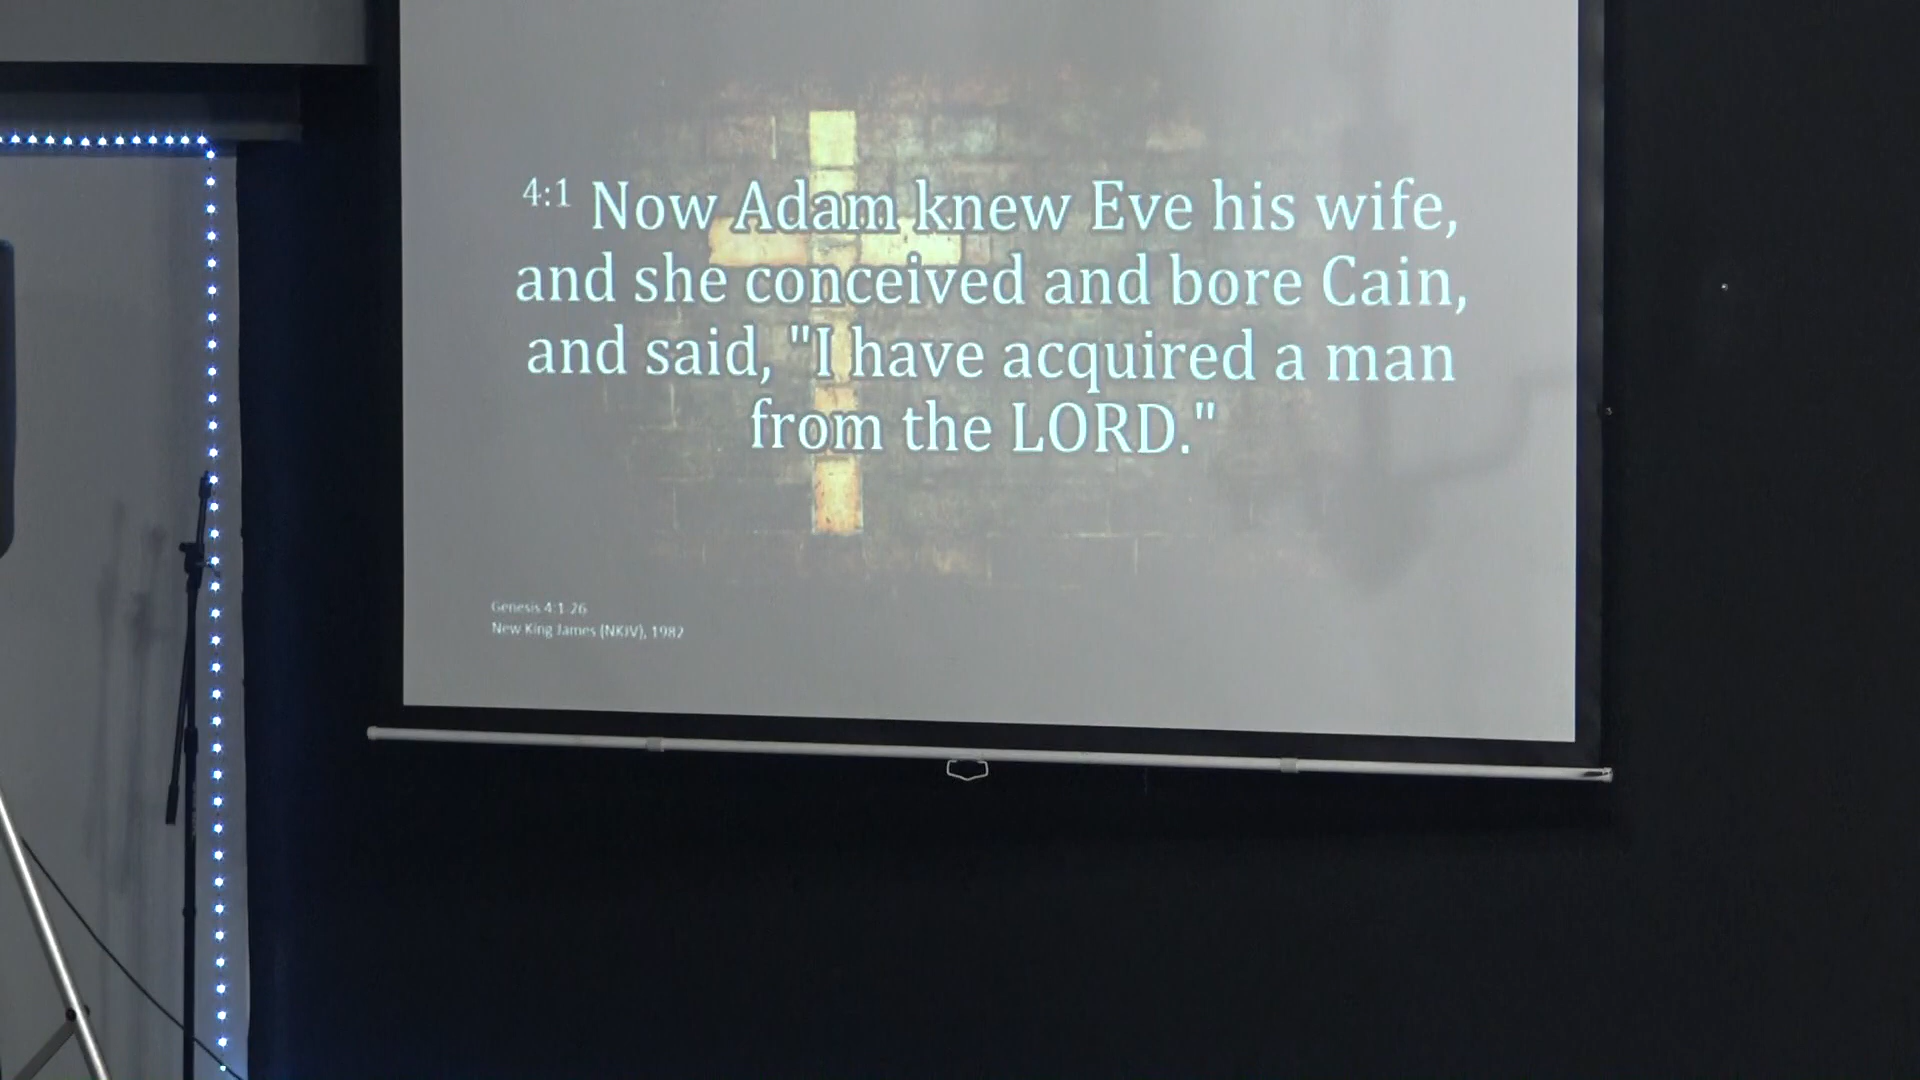 4:1 Now Adam knew Eve his wife,
and she conceived and bore Cain,
and said, "I have acquired a man
from the LORD."
Genesis 4:1-26
New King James (NKJV), 1982